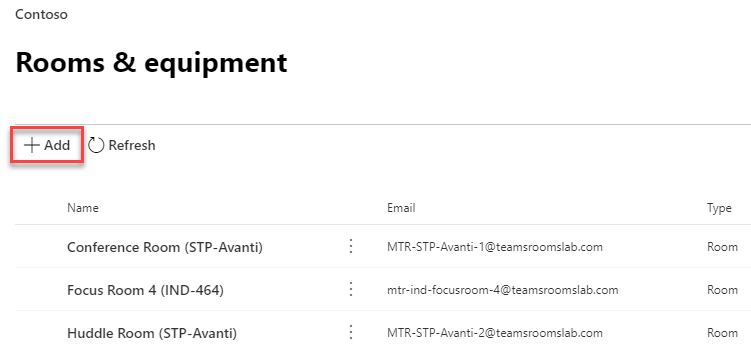 Contoso
Rooms & equipment
Add Refresh
Name Email Type
Conference Room (STP-Avanti) MTR-STP-Avanti-1@teamsroomslab.com Room
Focus Room 4 (IND-464) mtr-ind-focusroom-4@teamsroomslab.com Room
Huddle Room (STP-Avanti) MTR-STP-Avanti-2@teamsroomslab.com Room